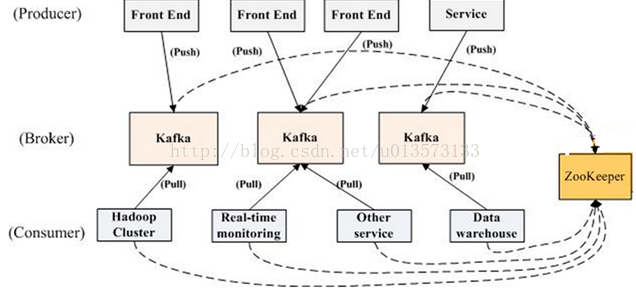 (Producer)
Front End
Front End
Front End
Service
(Push)
(Push)
(Push)
(Push)
(Broker)
Kafka
Kafka
Kafka
http://blog.csdn.net/u013573133
ZooKeeper
(Pull)
(Pull)
(Pull)
(Pull)
(Consumer)
Hadoop
Cluster
Real-time
monitoring
Other
service
Data
warehouse